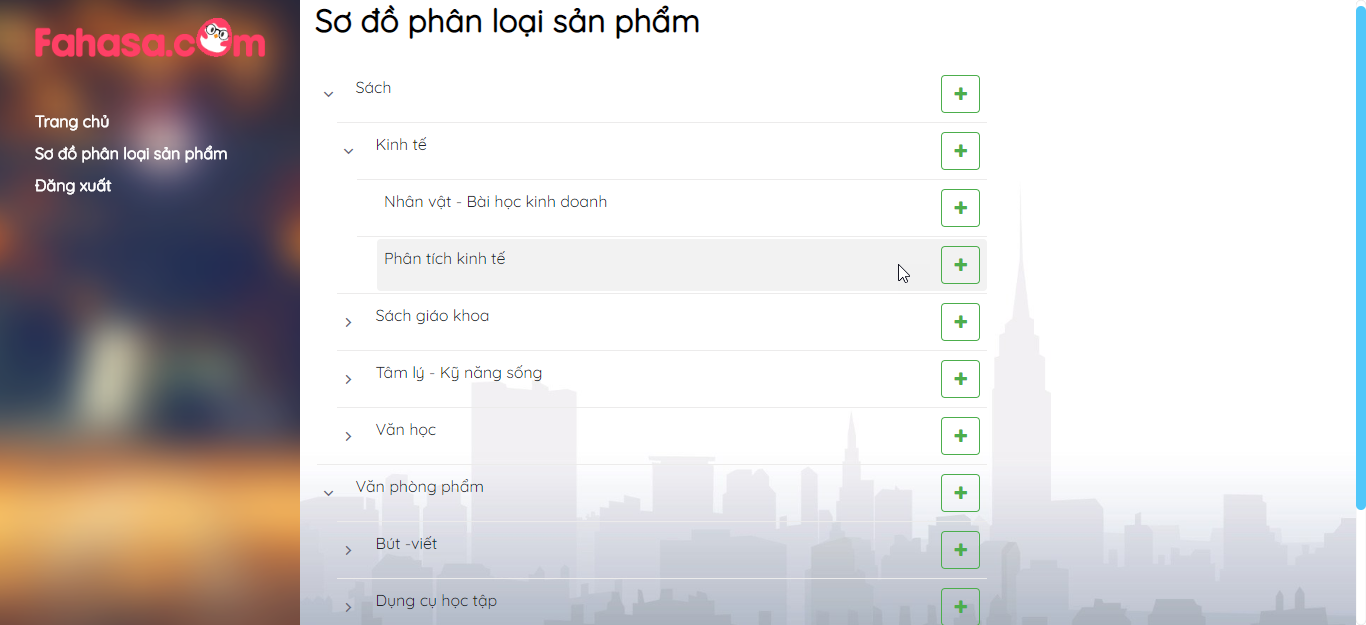 Fahasa.com
Trang chủ
Sơ đồ phân loại sản phẩm
Đăng xuất
Sơ đồ phân loại sản phẩm
Sách
Kinh tế
Nhân vật - Bài học kinh doanh
Phân tích kinh tế
Sách giáo khoa
Tâm lý - Kỹ năng sống
Văn học
Văn phòng phẩm
Bút -viết
Dụng cụ học tập